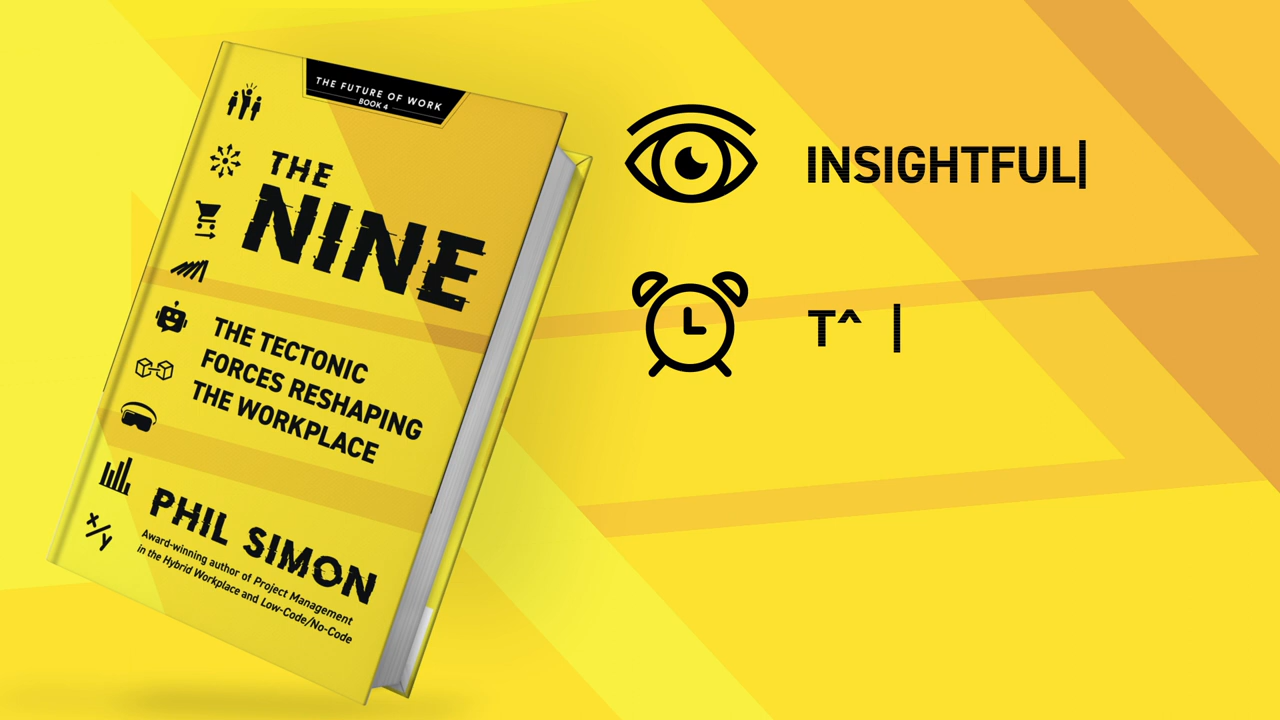 THE FUTURE OF WORK
BOOK 4
THE
NINE
THE TECTONIC
FORCES RESHAPING
THE WORKPLACE
x/y
PHIL SIMON
Award-winning author of Project Management
in the Hybrid Workplace and Low-Code/No-Code
INSIGHTFUL|
T^ |